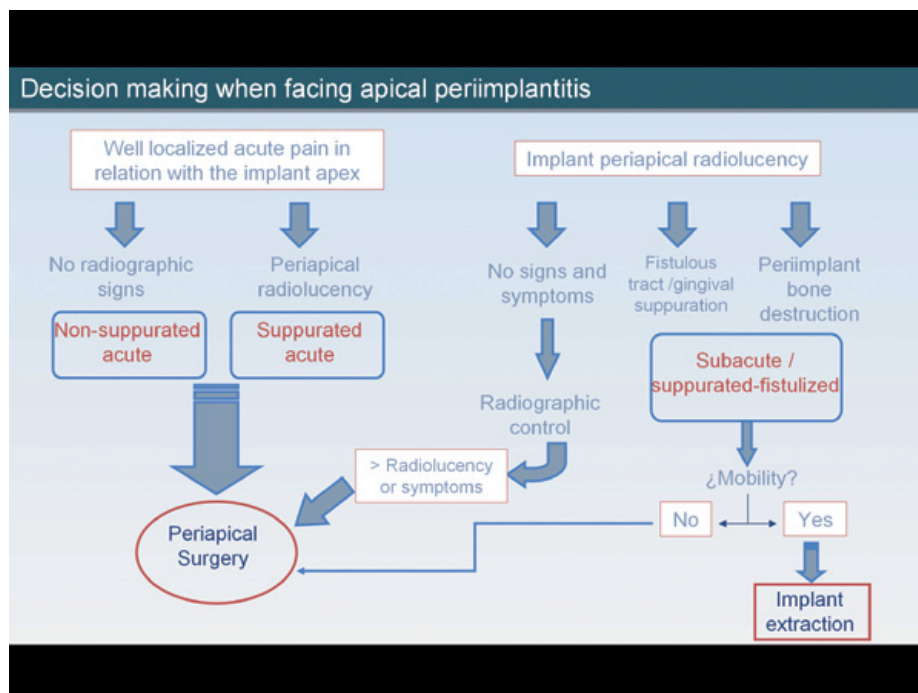 Decision making when facing apical periimplantitis
Well localized acute pain in
relation with the implant apex
Implant periapical radiolucency
No radiographic
signs
Periapical
radiolucency
No signs and
symptoms
Fistulous
tract /gingival
suppuration
Periimplant
bone
destruction
Non-suppurated
acute
Suppurated
acute
Subacute /
suppurated-fistulized
Radiographic
control
> Radiolucency
or symptoms
¿Mobility?
No
Yes
Periapical
Surgery
Implant
extraction